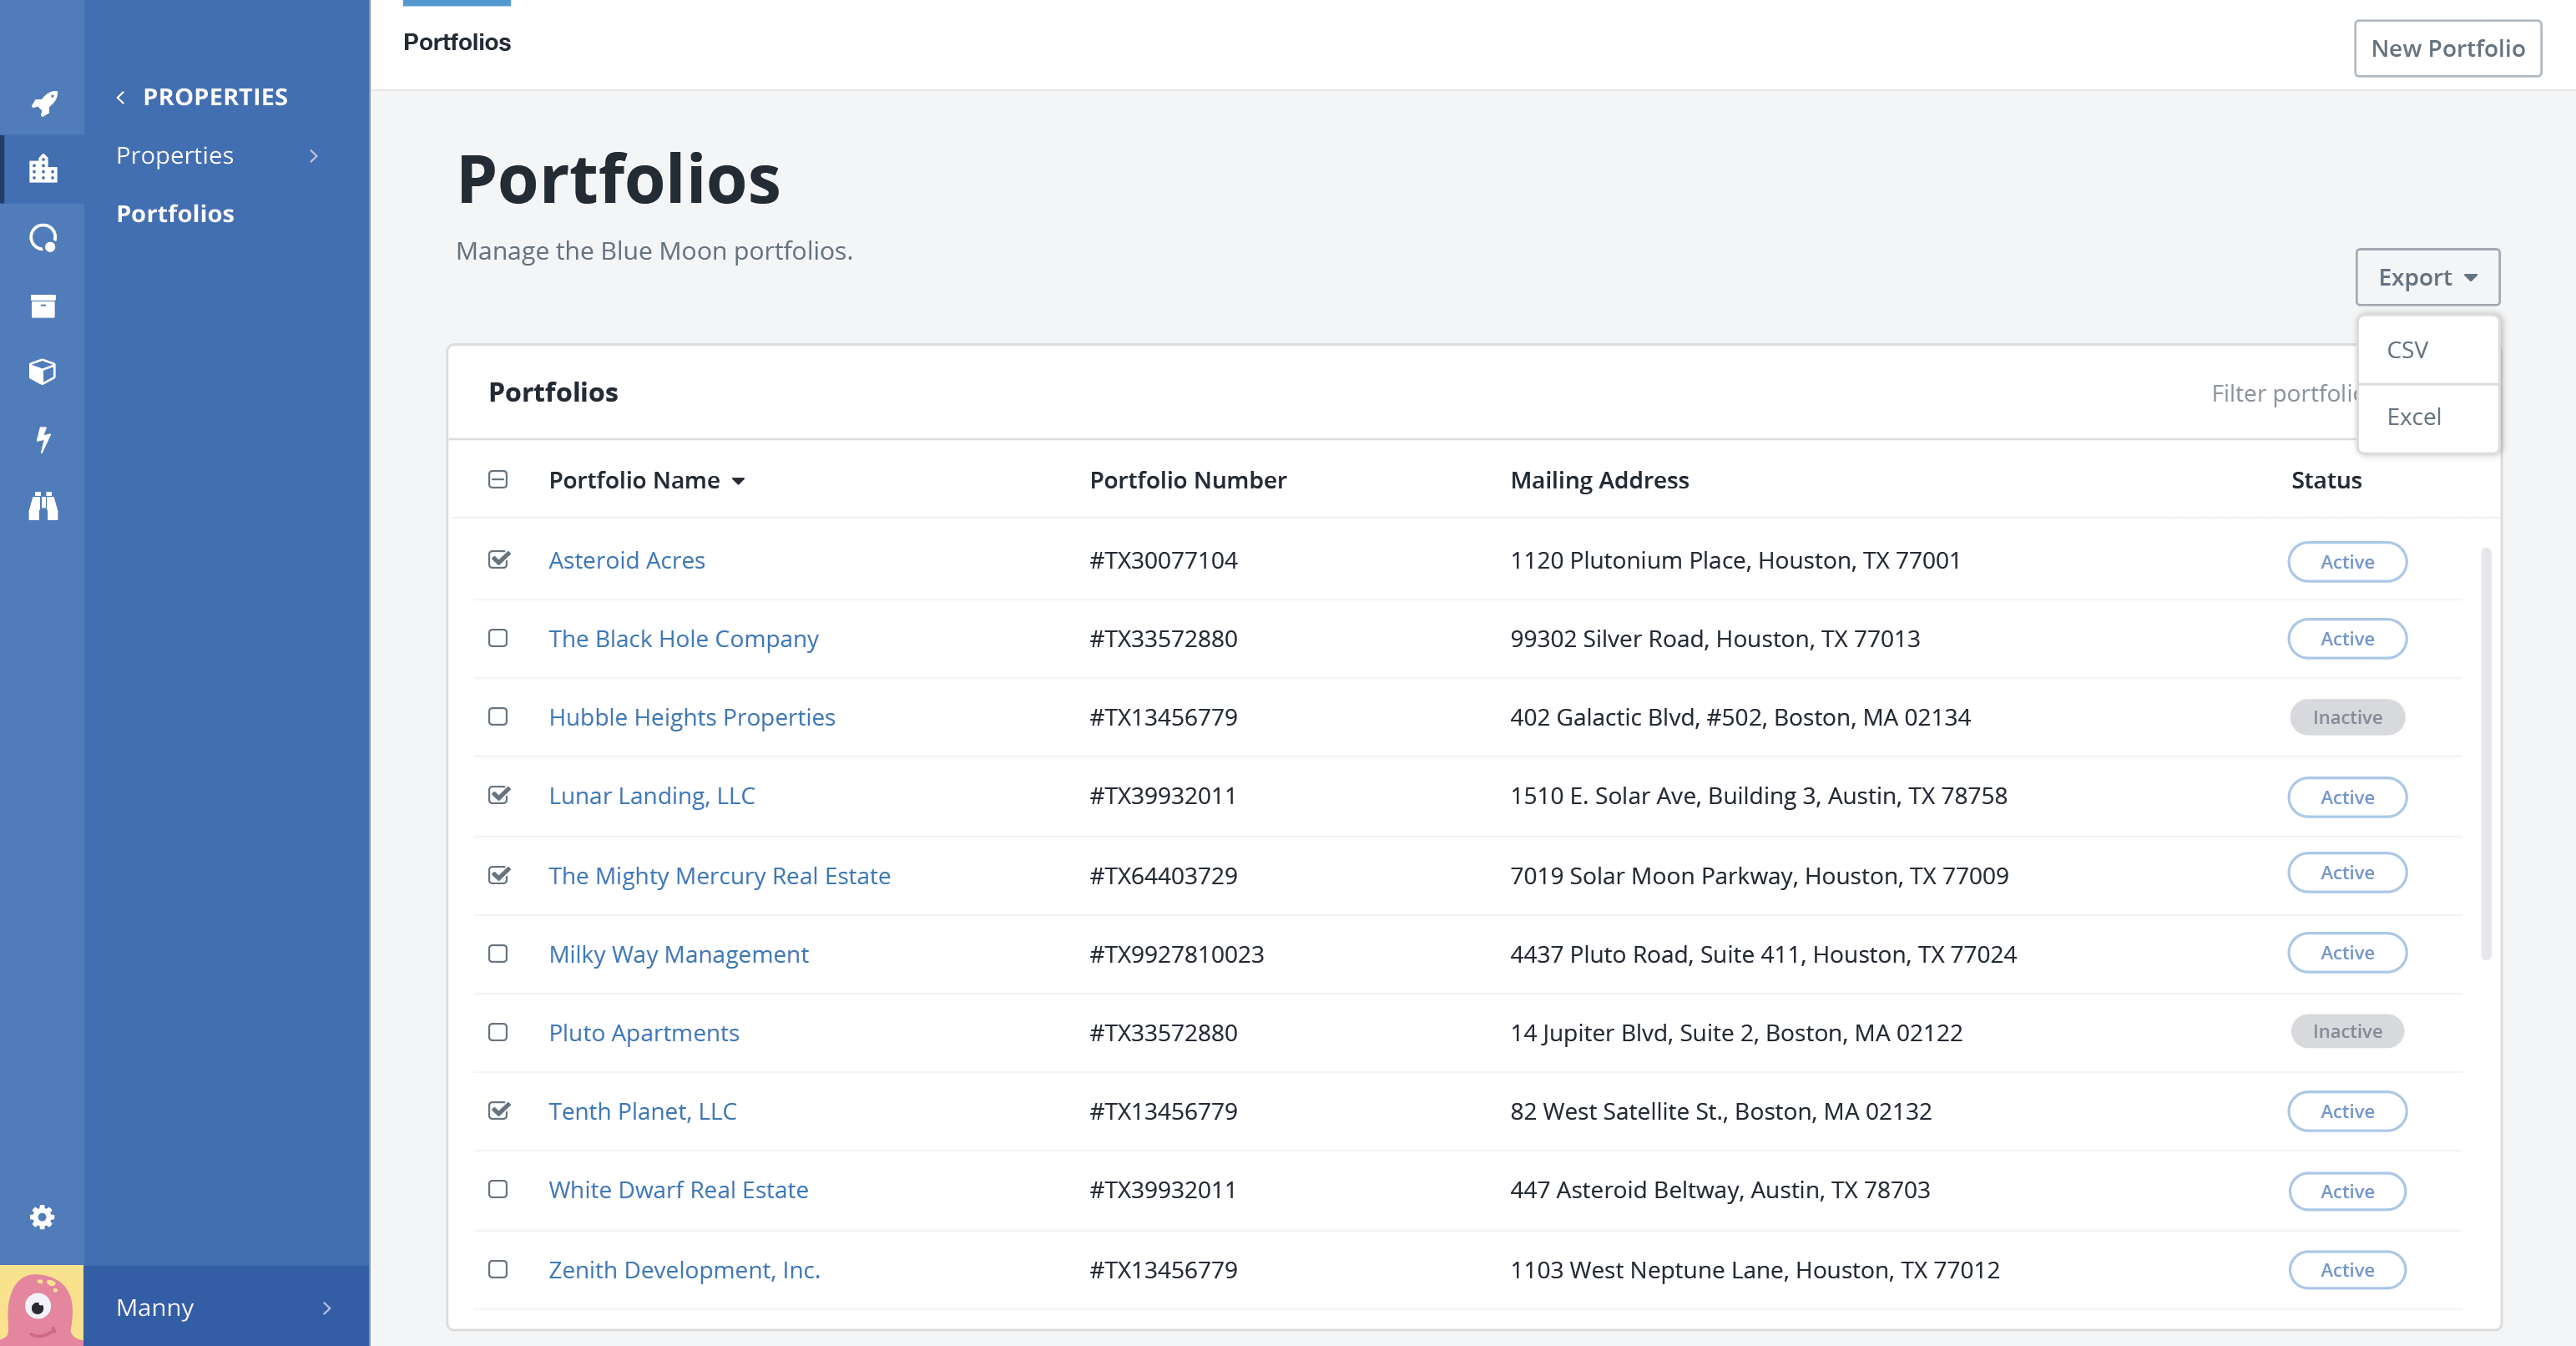 Portfolios
New Portfolio
PROPERTIES
Properties
Portfolios
Manny
Portfolios
Manage the Blue Moon portfolios.
Export
CSV
Excel
Portfolios
Filter
Portfolio Name Portfolio Number Mailing Address Status
Asteroid Acres #TX30077104 1120 Plutonium Place, Houston, TX 77001 Active
The Black Hole Company #TX33572880 99302 Silver Road, Houston, TX 77013 Active
Hubble Heights Properties #TX13456779 402 Galactic Blvd, #502, Boston, MA 02134 Inactive
Lunar Landing, LLC #TX39932011 1510 E. Solar Ave, Building 3, Austin, TX 78758 Active
The Mighty Mercury Real Estate #TX64403729 7019 Solar Moon Parkway, Houston, TX 77009 Active
Milky Way Management #TX9927810023 4437 Pluto Road, Suite 411, Houston, TX 77024 Active
Pluto Apartments #TX33572880 14 Jupiter Blvd, Suite 2, Boston, MA 02122 Inactive
Tenth Planet, LLC #TX13456779 82 West Satellite St., Boston, MA 02132 Active
White Dwarf Real Estate #TX39932011 447 Asteroid Beltway, Austin, TX 78703 Active
Zenith Development, Inc. #TX13456779 1103 West Neptune Lane, Houston, TX 77012 Active